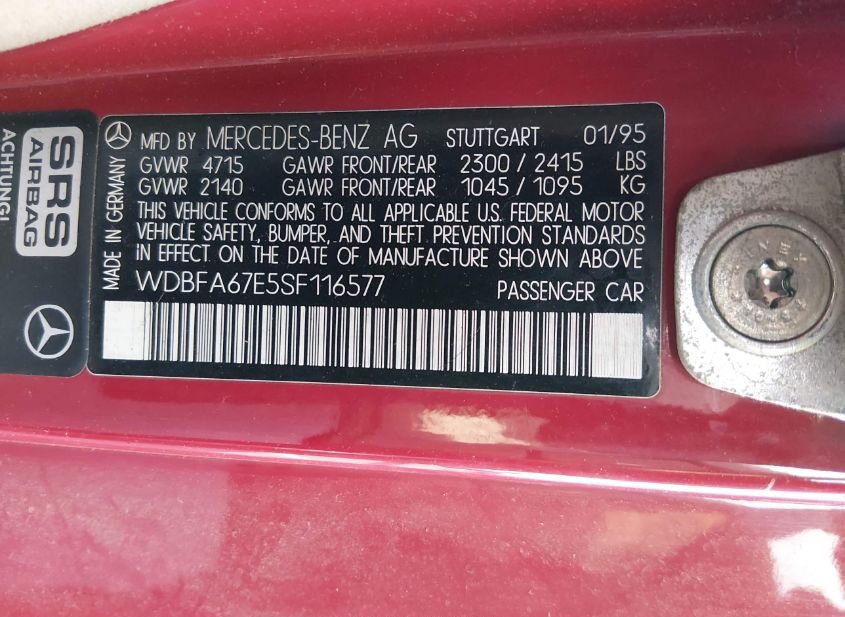 ACHTUNG!
SRS
AIRBAG
MADE IN GERMANY
MFD BY MERCEDES-BENZ AG STUTTGART 01/95
GVWR 4715 GAWR FRONT/REAR 2300 / 2415 LBS
GVWR 2140 GAWR FRONT/REAR 1045 / 1095 KG
THIS VEHICLE CONFORMS TO ALL APPLICABLE U.S. FEDERAL MOTOR
VEHICLE SAFETY, BUMPER, AND THEFT PREVENTION STANDARDS
IN EFFECT ON THE DATE OF MANUFACTURE SHOWN ABOVE
WDBFA67E5SF116577 PASSENGER CAR